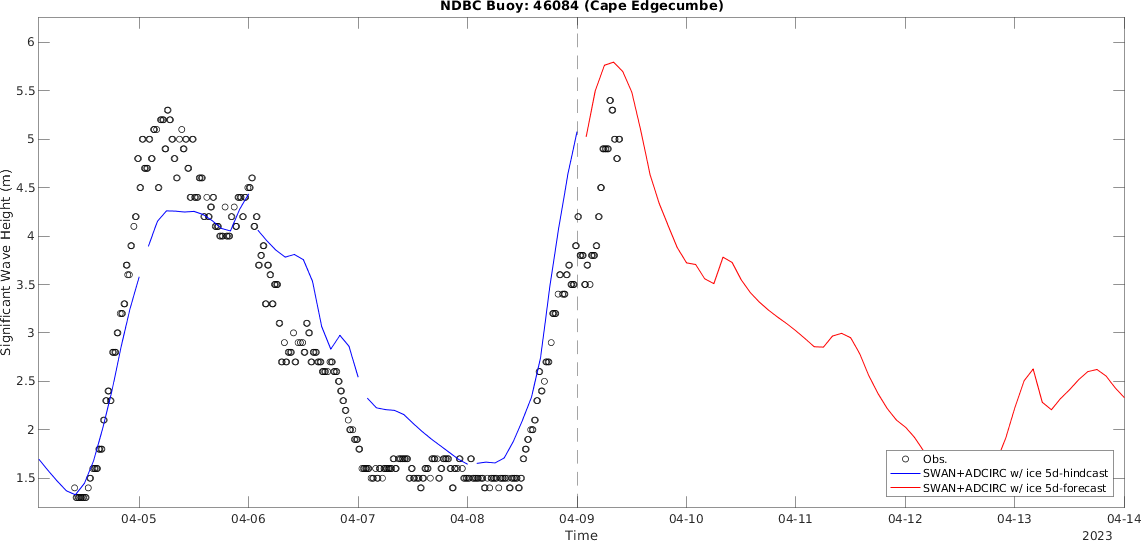 NDBC Buoy: 46084 (Cape Edgecumbe)
Significant Wave Height (m)
6
5.5
5
4.5
4
3.5
3
2.5
2
1.5
Obs.
SWAN+ADCIRC w/ ice 5d-hindcast
SWAN+ADCIRC w/ ice 5d-forecast
04-05 04-06 04-07 04-08 04-09 04-10 04-11 04-12 04-13 04-14
Time 2023